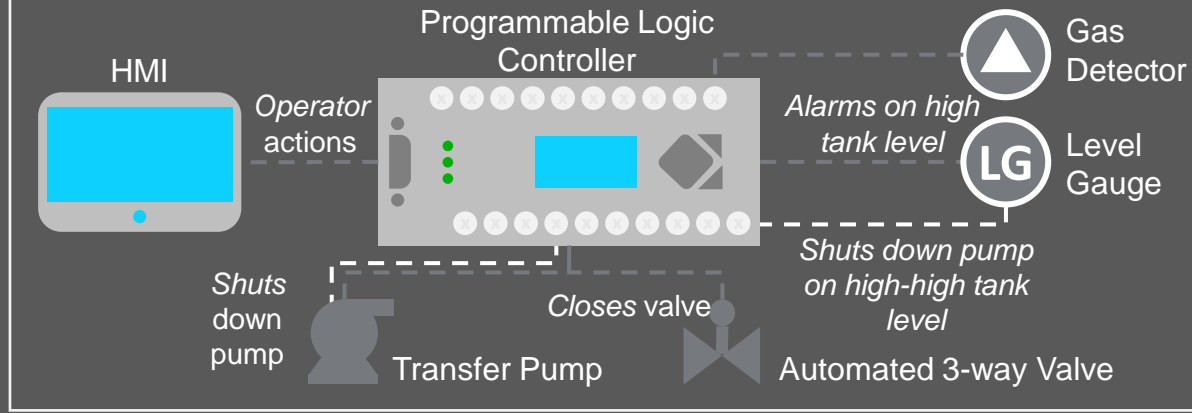 Programmable Logic
Controller
HMI
Operator
actions
Gas
Detector
Alarms on high
tank level
LG
Level
Gauge
Shuts down pump
on high-high tank
level
Shuts
down
pump
Closes valve
Transfer Pump
Automated 3-way Valve
x x x x x x x x x x
x x x x x x x x x x